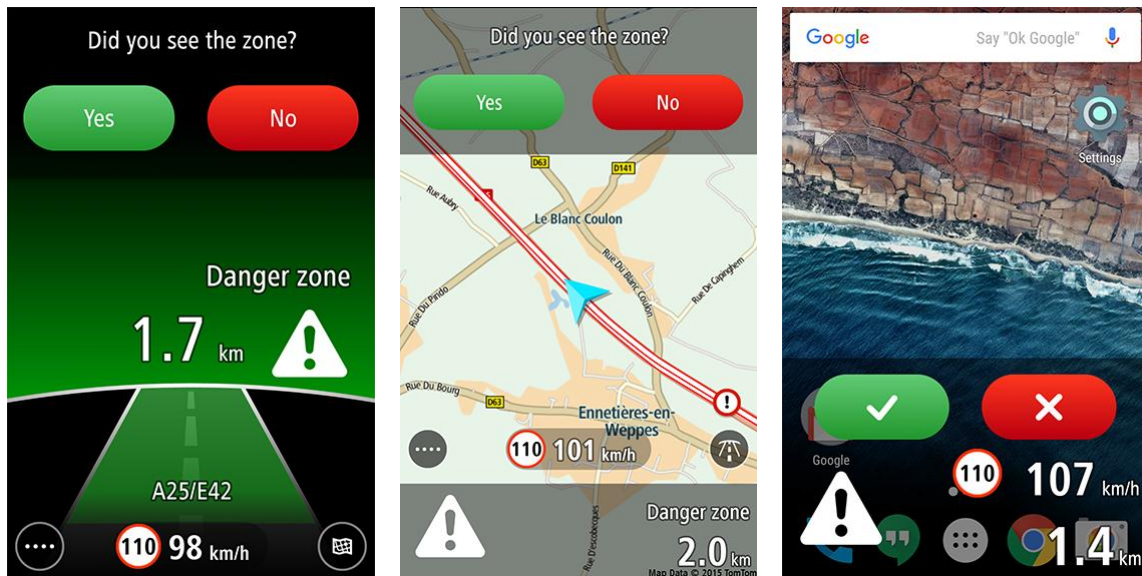 Did you see the zone?
Yes
No
Danger zone
1.7 km
A25/E42
110 98 km/h
Did you see the zone?
Yes
No
D63
D141
Rue Aubry
Le Blanc Coulon
Rue Du Blanc Coulon
Rue De Capinghem
Rue Du Pindo
Rue Du Bourg
D63
Ennetières-en-
Weppes
110 101 km/h
Rue D'escobecques
Danger zone
2.0 km
Map Data © 2015 TomTom
Google
Say "Ok Google"
Settings
Google
110 107 km/h
1.4 km